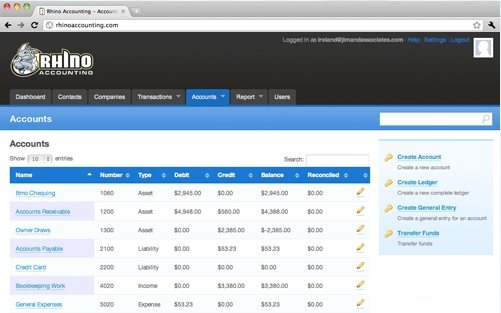 Rhino Accounting – Accoun
rhinoaccounting.com
Logged in as ireland@jimandassociates.com Help Settings Logout
RHINO
ACCOUNTING
Dashboard Contacts Companies Transactions Accounts Report Users
Accounts
Accounts
Show 10 entries Search:
Name Number Type Debit Credit Balance Reconciled
Bmo Chequing 1060 Asset $2,945.00 $0.00 $2,945.00 $0.00
Accounts Receivable 1200 Asset $4,948.00 $560.00 $4,388.00 $0.00
Owner Draws 1300 Asset $0.00 $2,385.00 $-2,385.00 $0.00
Accounts Payable 2100 Liability $0.00 $53.23 $53.23 $0.00
Credit Card 2200 Liability $0.00 $0.00 $0.00 $0.00
Bookkeeping Work 4020 Income $0.00 $3,380.00 $3,380.00 $0.00
General Expenses 5020 Expense $53.23 $0.00 $53.23 $0.00
Create Account
Create a new account
Create Ledger
Create a new complete ledger
Create General Entry
Create a general entry for an account
Transfer Funds
Transfer funds